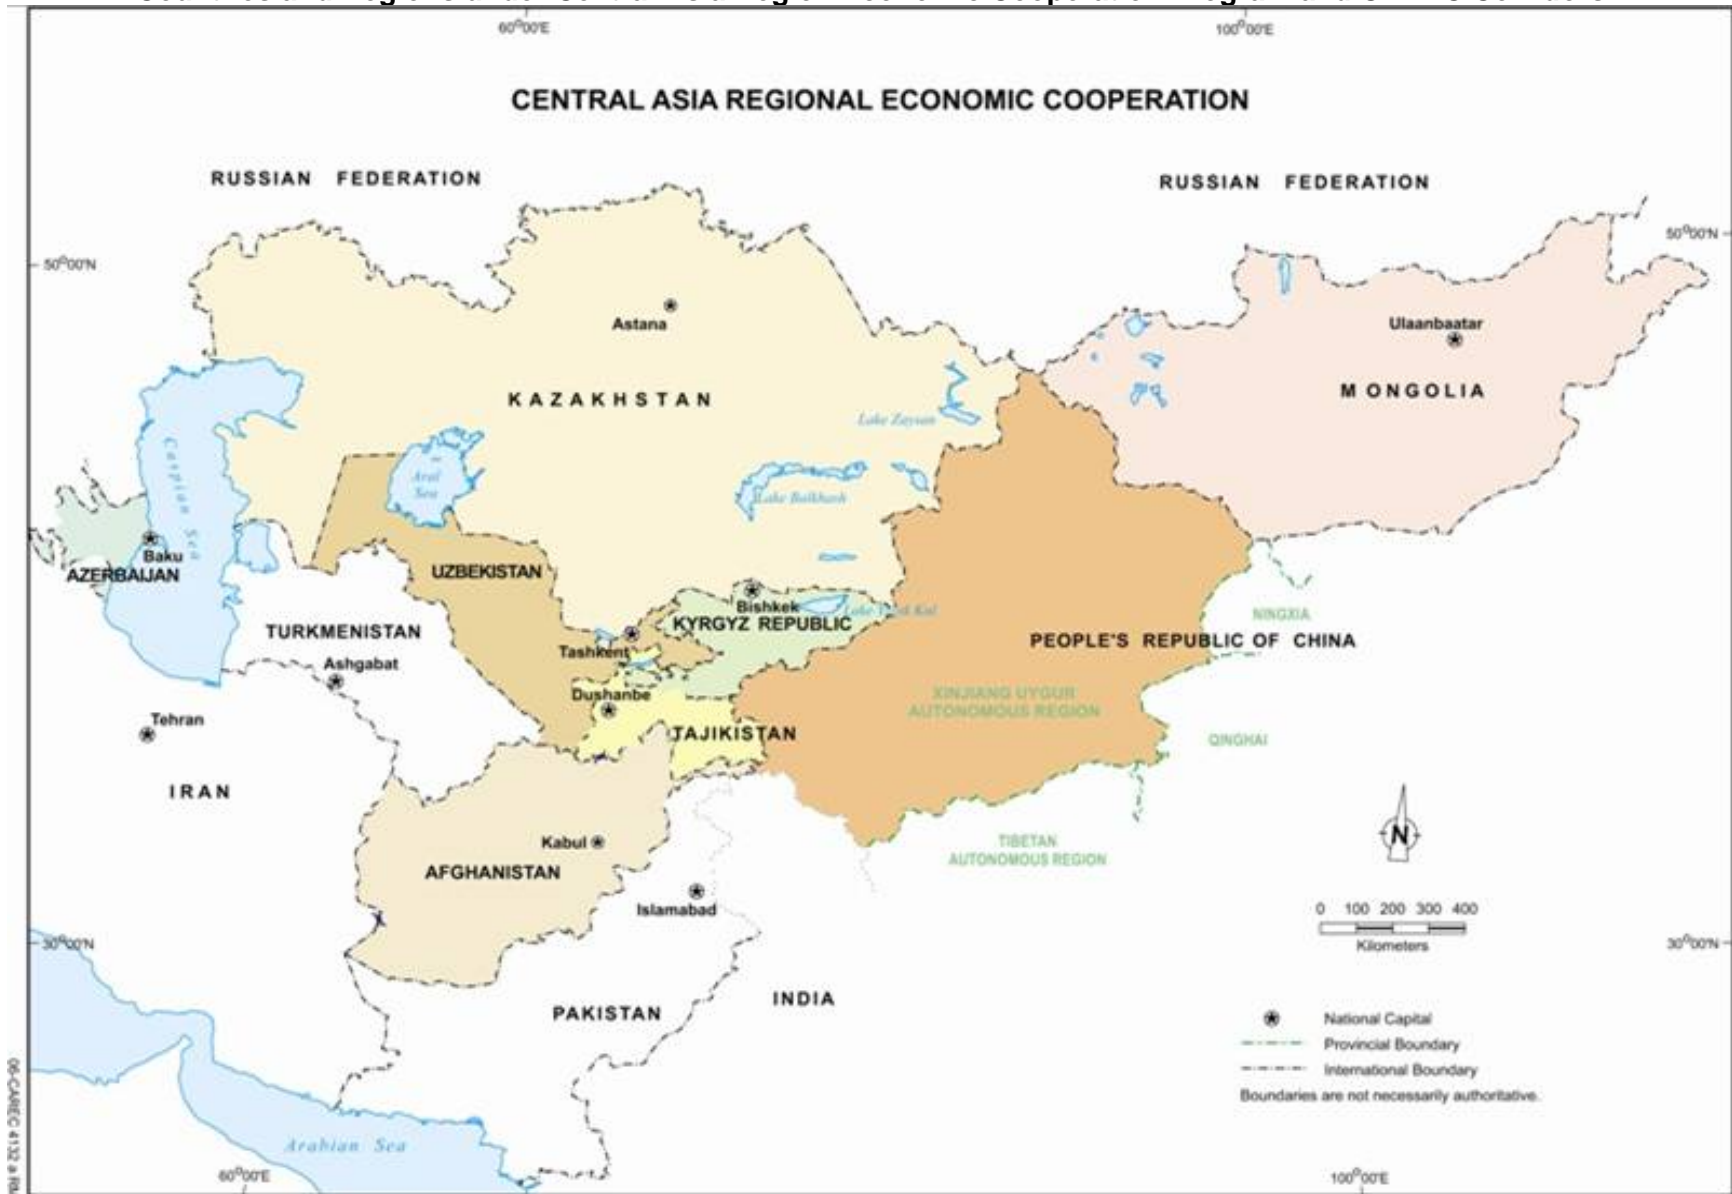 60°00'E
100°00'E
CENTRAL ASIA REGIONAL ECONOMIC COOPERATION
RUSSIAN FEDERATION
RUSSIAN FEDERATION
50°00'N
50°00'N
Astana
Ulaanbaatar
KAZAKHSTAN
MONGOLIA
Lake Zaysan
Caspian Sea
Aral
Sea
Lake Balkhash
Baku
AZERBAIJAN
UZBEKISTAN
Bishkek
Lake Issyk Kul
NINGXIA
KYRGYZ REPUBLIC
TURKMENISTAN
PEOPLE'S REPUBLIC OF CHINA
Tashkent
Ashgabat
Dushanbe
XINJIANG UYGUR
AUTONOMOUS REGION
Tehran
TAJIKISTAN
QINGHAI
IRAN
N
Kabul
TIBETAN
AUTONOMOUS REGION
AFGHANISTAN
Islamabad
0 100 200 300 400
Kilometers
30°00'N
30°00'N
INDIA
PAKISTAN
National Capital
Provincial Boundary
International Boundary
Boundaries are not necessarily authoritative.
Arabian Sea
60°00'E
100°00'E